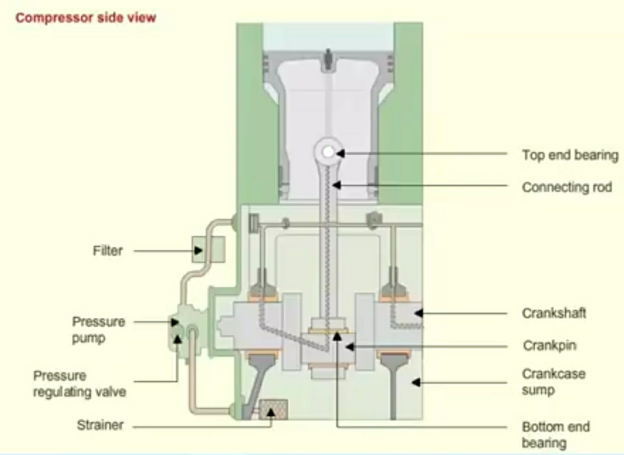 Compressor side view
Top end bearing
Connecting rod
Filter
Pressure
pump
Pressure
regulating valve
Strainer
Crankshaft
Crankpin
Crankcase
sump
Bottom end
bearing